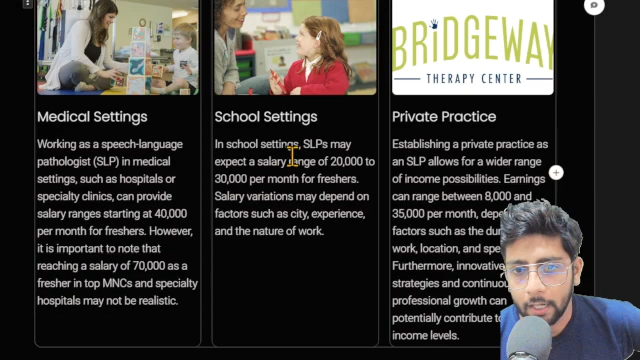 BRiDGEWAY
THERAPY CENTER
Medical Settings
Working as a speech-language
pathologist (SLP) in medical
settings, such as hospitals or
specialty clinics, can provide
salary ranges starting at 40,000
per month for freshers. However,
it is important to note that
reaching a salary of 70,000 as a
fresher in top MNCs and specialty
hospitals may not be realistic.
School Settings
In school settings, SLPs may
expect a salary range of 20,000 to
30,000 per month for freshers.
Salary variations may depend on
factors such as city, experience,
and the nature of work.
Private Practice
Establishing a private practice as
an SLP allows for a wider range
of income possibilities. Earnings
can range between 8,000 and
35,000 per month,
factors such as the
work, location, and
Furthermore, innovative
strategies and
professional growth can
potentially contribute to
income levels.